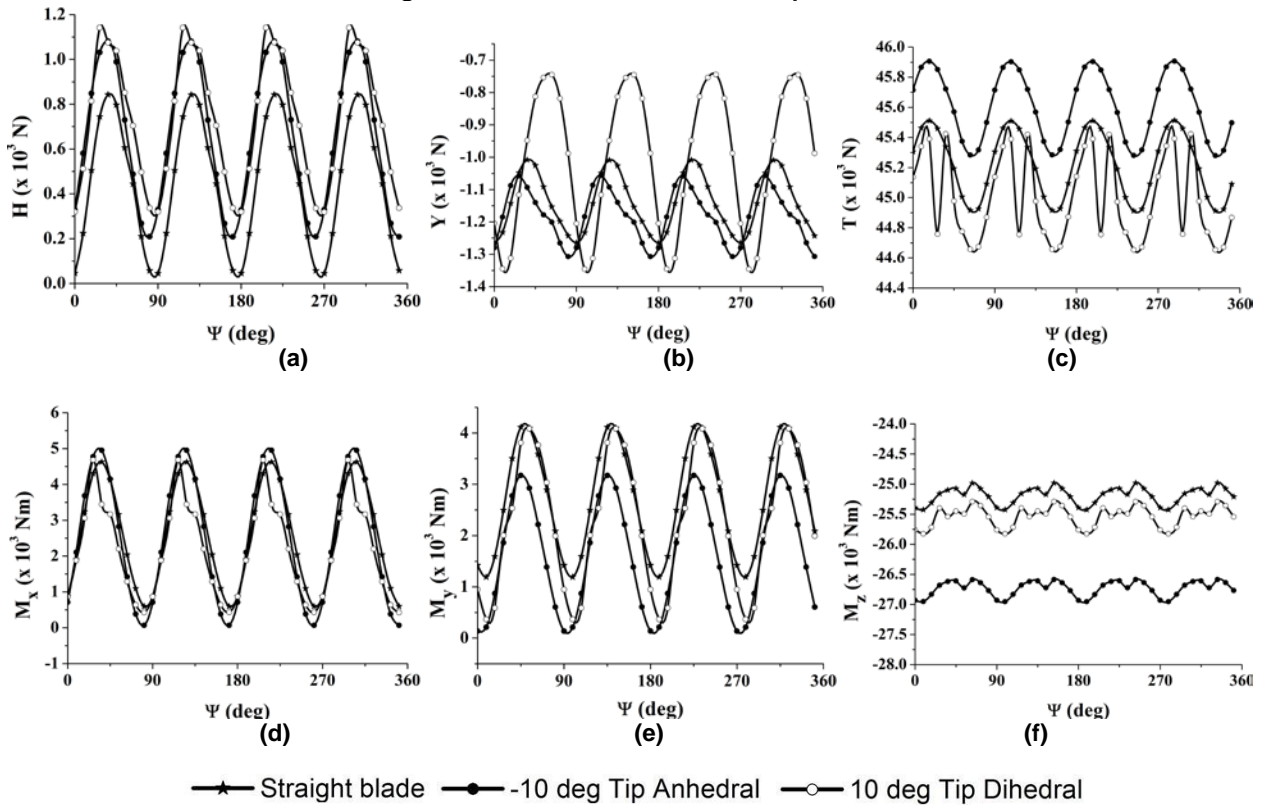 1.2
1.0
0.8
0.6
0.4
0.2
0.0
H (x 10³ N)
0 90 180 270 360
Ψ (deg)
(a)
-0.7
-0.8
-0.9
-1.0
-1.1
-1.2
-1.3
-1.4
Y (x 10³ N)
0 90 180 270 360
Ψ (deg)
(b)
46.0
45.8
45.6
45.4
45.2
45.0
44.8
44.6
44.4
T (x 10³ N)
0 90 180 270 360
Ψ (deg)
(c)
6
5
4
3
2
1
0
-1
Mₓ (x 10³ Nm)
0 90 180 270 360
Ψ (deg)
(d)
4
3
2
1
0
M_y (x 10³ Nm)
0 90 180 270 360
Ψ (deg)
(e)
-24.0
-24.5
-25.0
-25.5
-26.0
-26.5
-27.0
-27.5
-28.0
M_z (x 10³ Nm)
0 90 180 270 360
Ψ (deg)
(f)
Straight blade -10 deg Tip Anhedral 10 deg Tip Dihedral